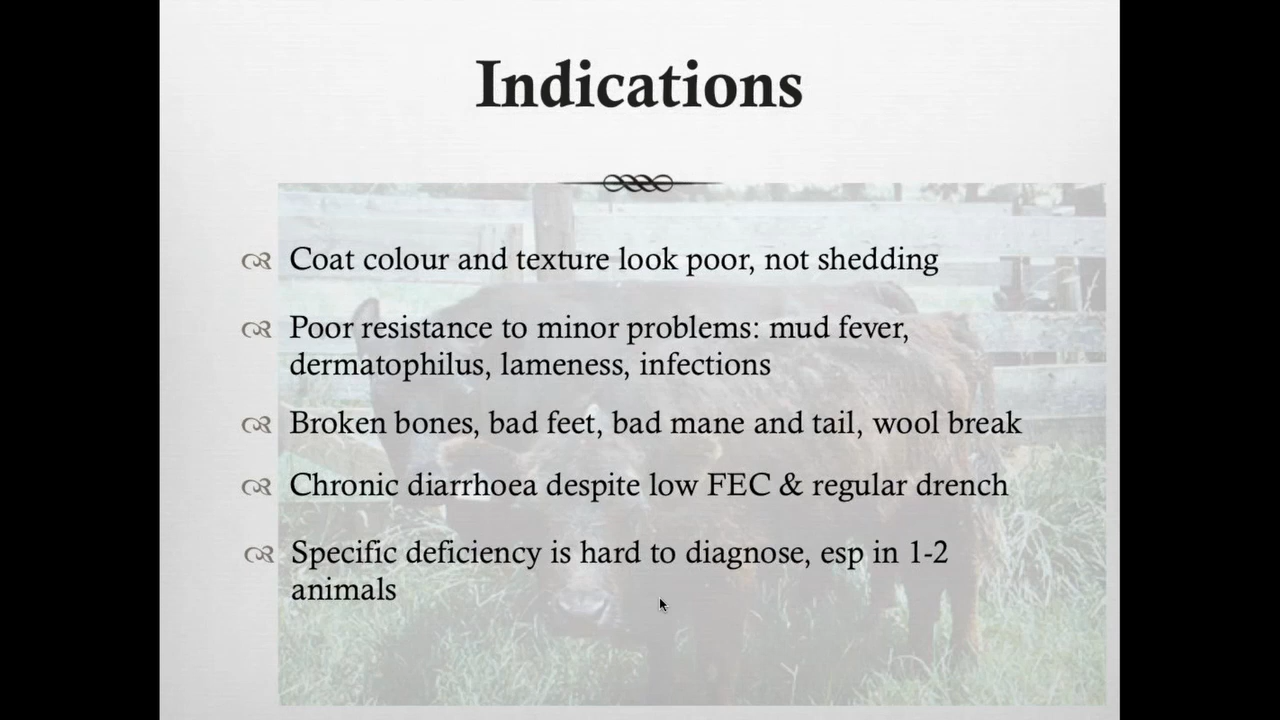 Indications
Coat colour and texture look poor, not shedding
Poor resistance to minor problems: mud fever,
dermatophilus, lameness, infections
Broken bones, bad feet, bad mane and tail, wool break
Chronic diarrhoea despite low FEC & regular drench
Specific deficiency is hard to diagnose, esp in 1-2
animals